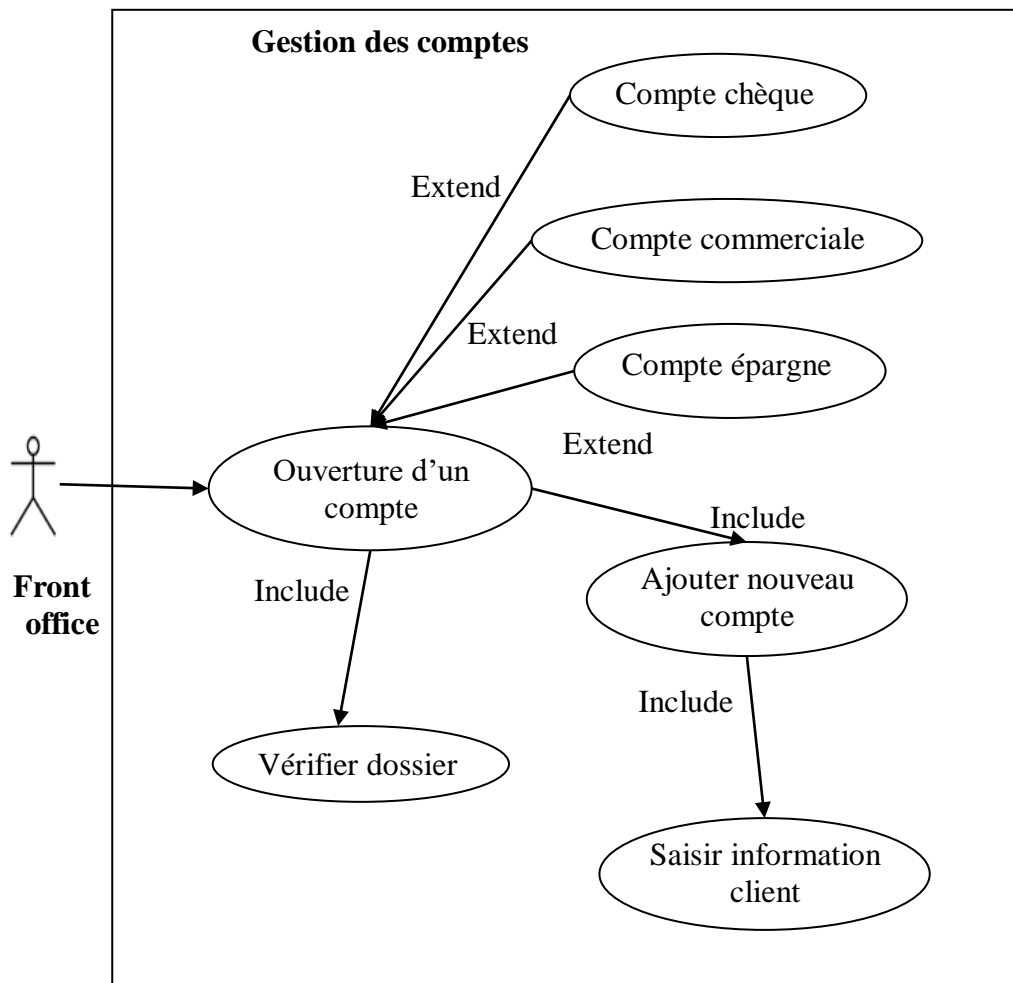 Gestion des comptes
Compte chèque
Extend
Compte commerciale
Extend
Compte épargne
Extend
Ouverture d’un
compte
Include
Front
office
Include
Ajouter nouveau
compte
Include
Vérifier dossier
Saisir information
client